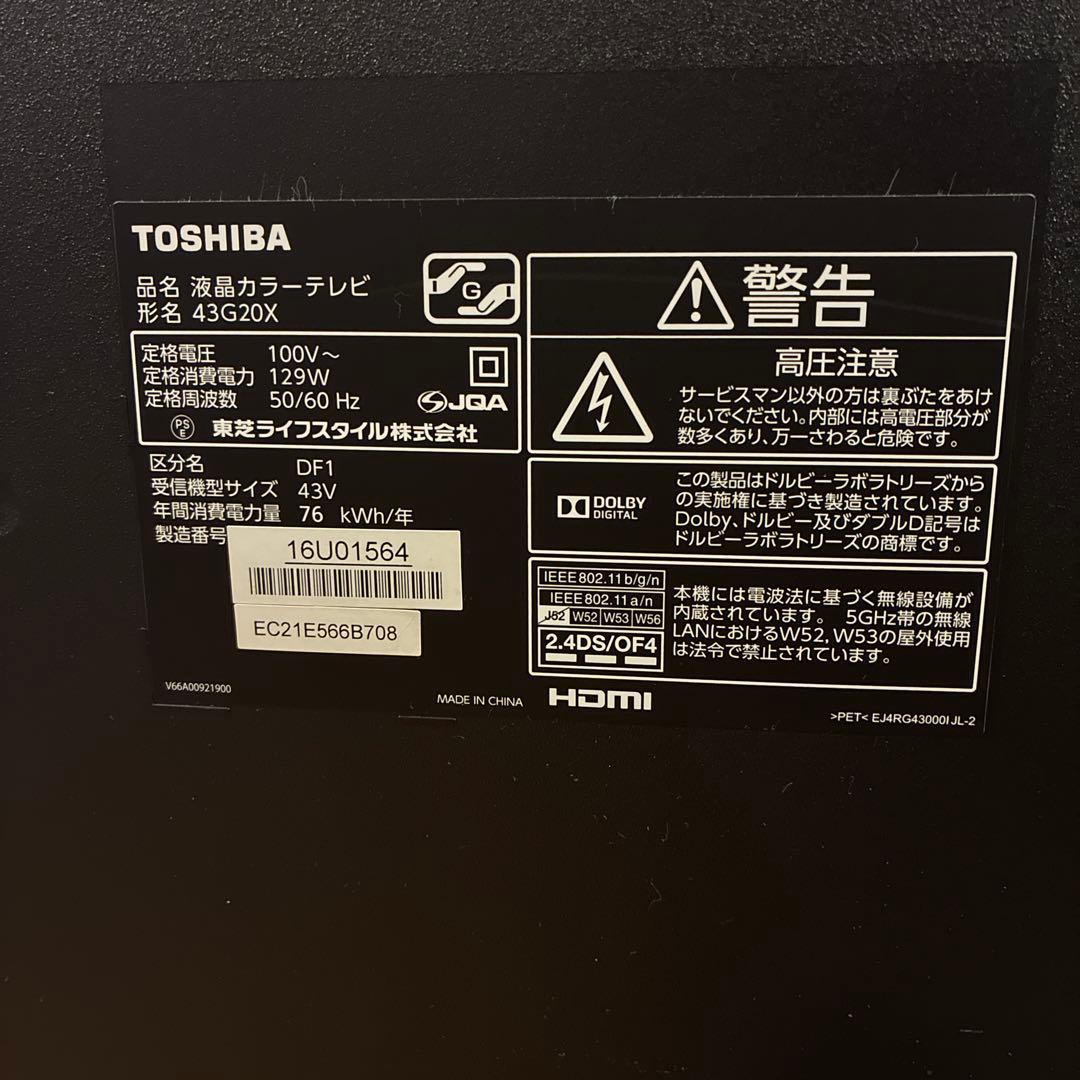 TOSHIBA
品名 液晶カラーテレビ
形名 43G20X
G
定格電圧 100V～
定格消費電力 129W
定格周波数 50/60 Hz
JQA
PS
E
東芝ライフスタイル株式会社
区分名 DF1
受信機型サイズ 43V
年間消費電力量 76 kWh/年
製造番号
16U01564
EC21E566B708
V66A00921900
MADE IN CHINA
警告
高圧注意
サービスマン以外の方は裏ぶたをあけ
ないでください。内部には高電圧部分が
数多くあり、万一さわると危険です。
DOLBY
DIGITAL
この製品はドルビーラボラトリーズから
の実施権に基づき製造されています。
Dolby、ドルビー及びダブルD記号は
ドルビーラボラトリーズの商標です。
IEEE802.11b/g/n
IEEE802.11a/n
J52 W52 W53 W56
2.4DS/OF4
本機には電波法に基づく無線設備が
内蔵されています。 5GHz帯の無線
LANにおけるW52, W53の屋外使用
は法令で禁止されています。
HDMI
>PET< EJ4RG43000I JL-2